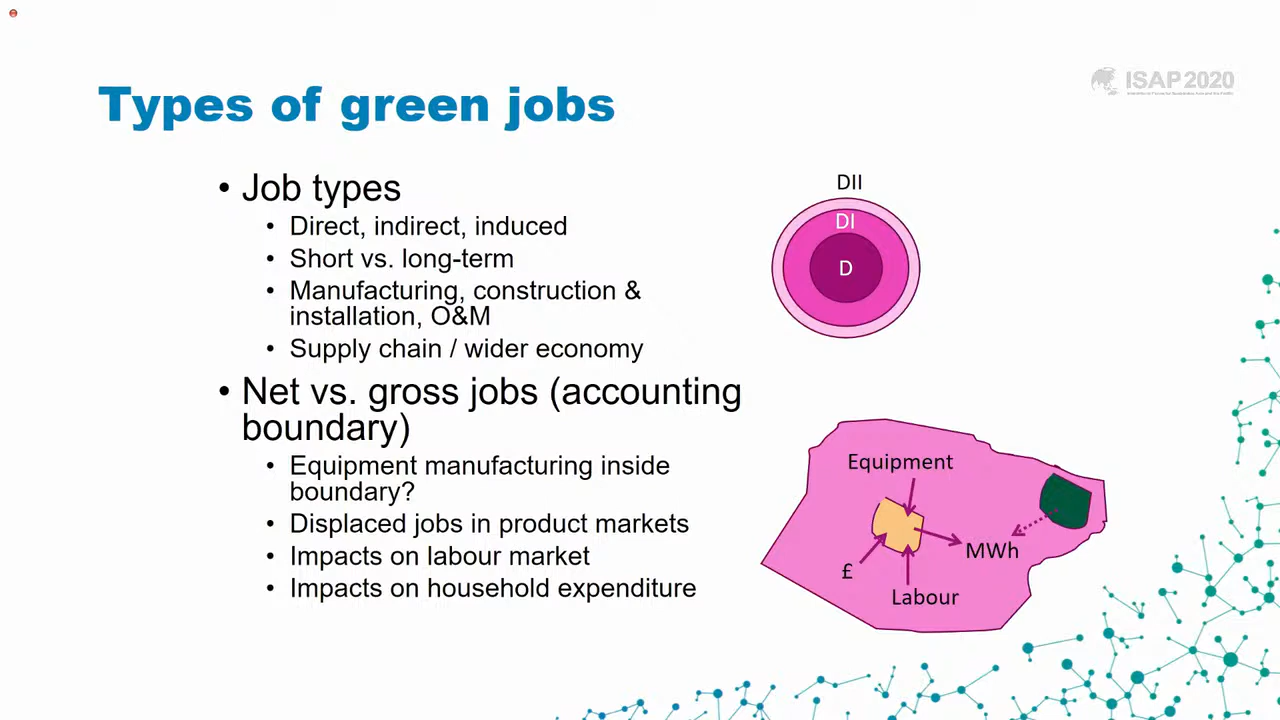 ISAP 2020
Types of green jobs
• Job types
• Direct, indirect, induced
• Short vs. long-term
• Manufacturing, construction &
installation, O&M
• Supply chain / wider economy
• Net vs. gross jobs (accounting
boundary)
• Equipment manufacturing inside
boundary?
• Displaced jobs in product markets
• Impacts on labour market
• Impacts on household expenditure
DII
DI
D
Equipment
MWh
£
Labour